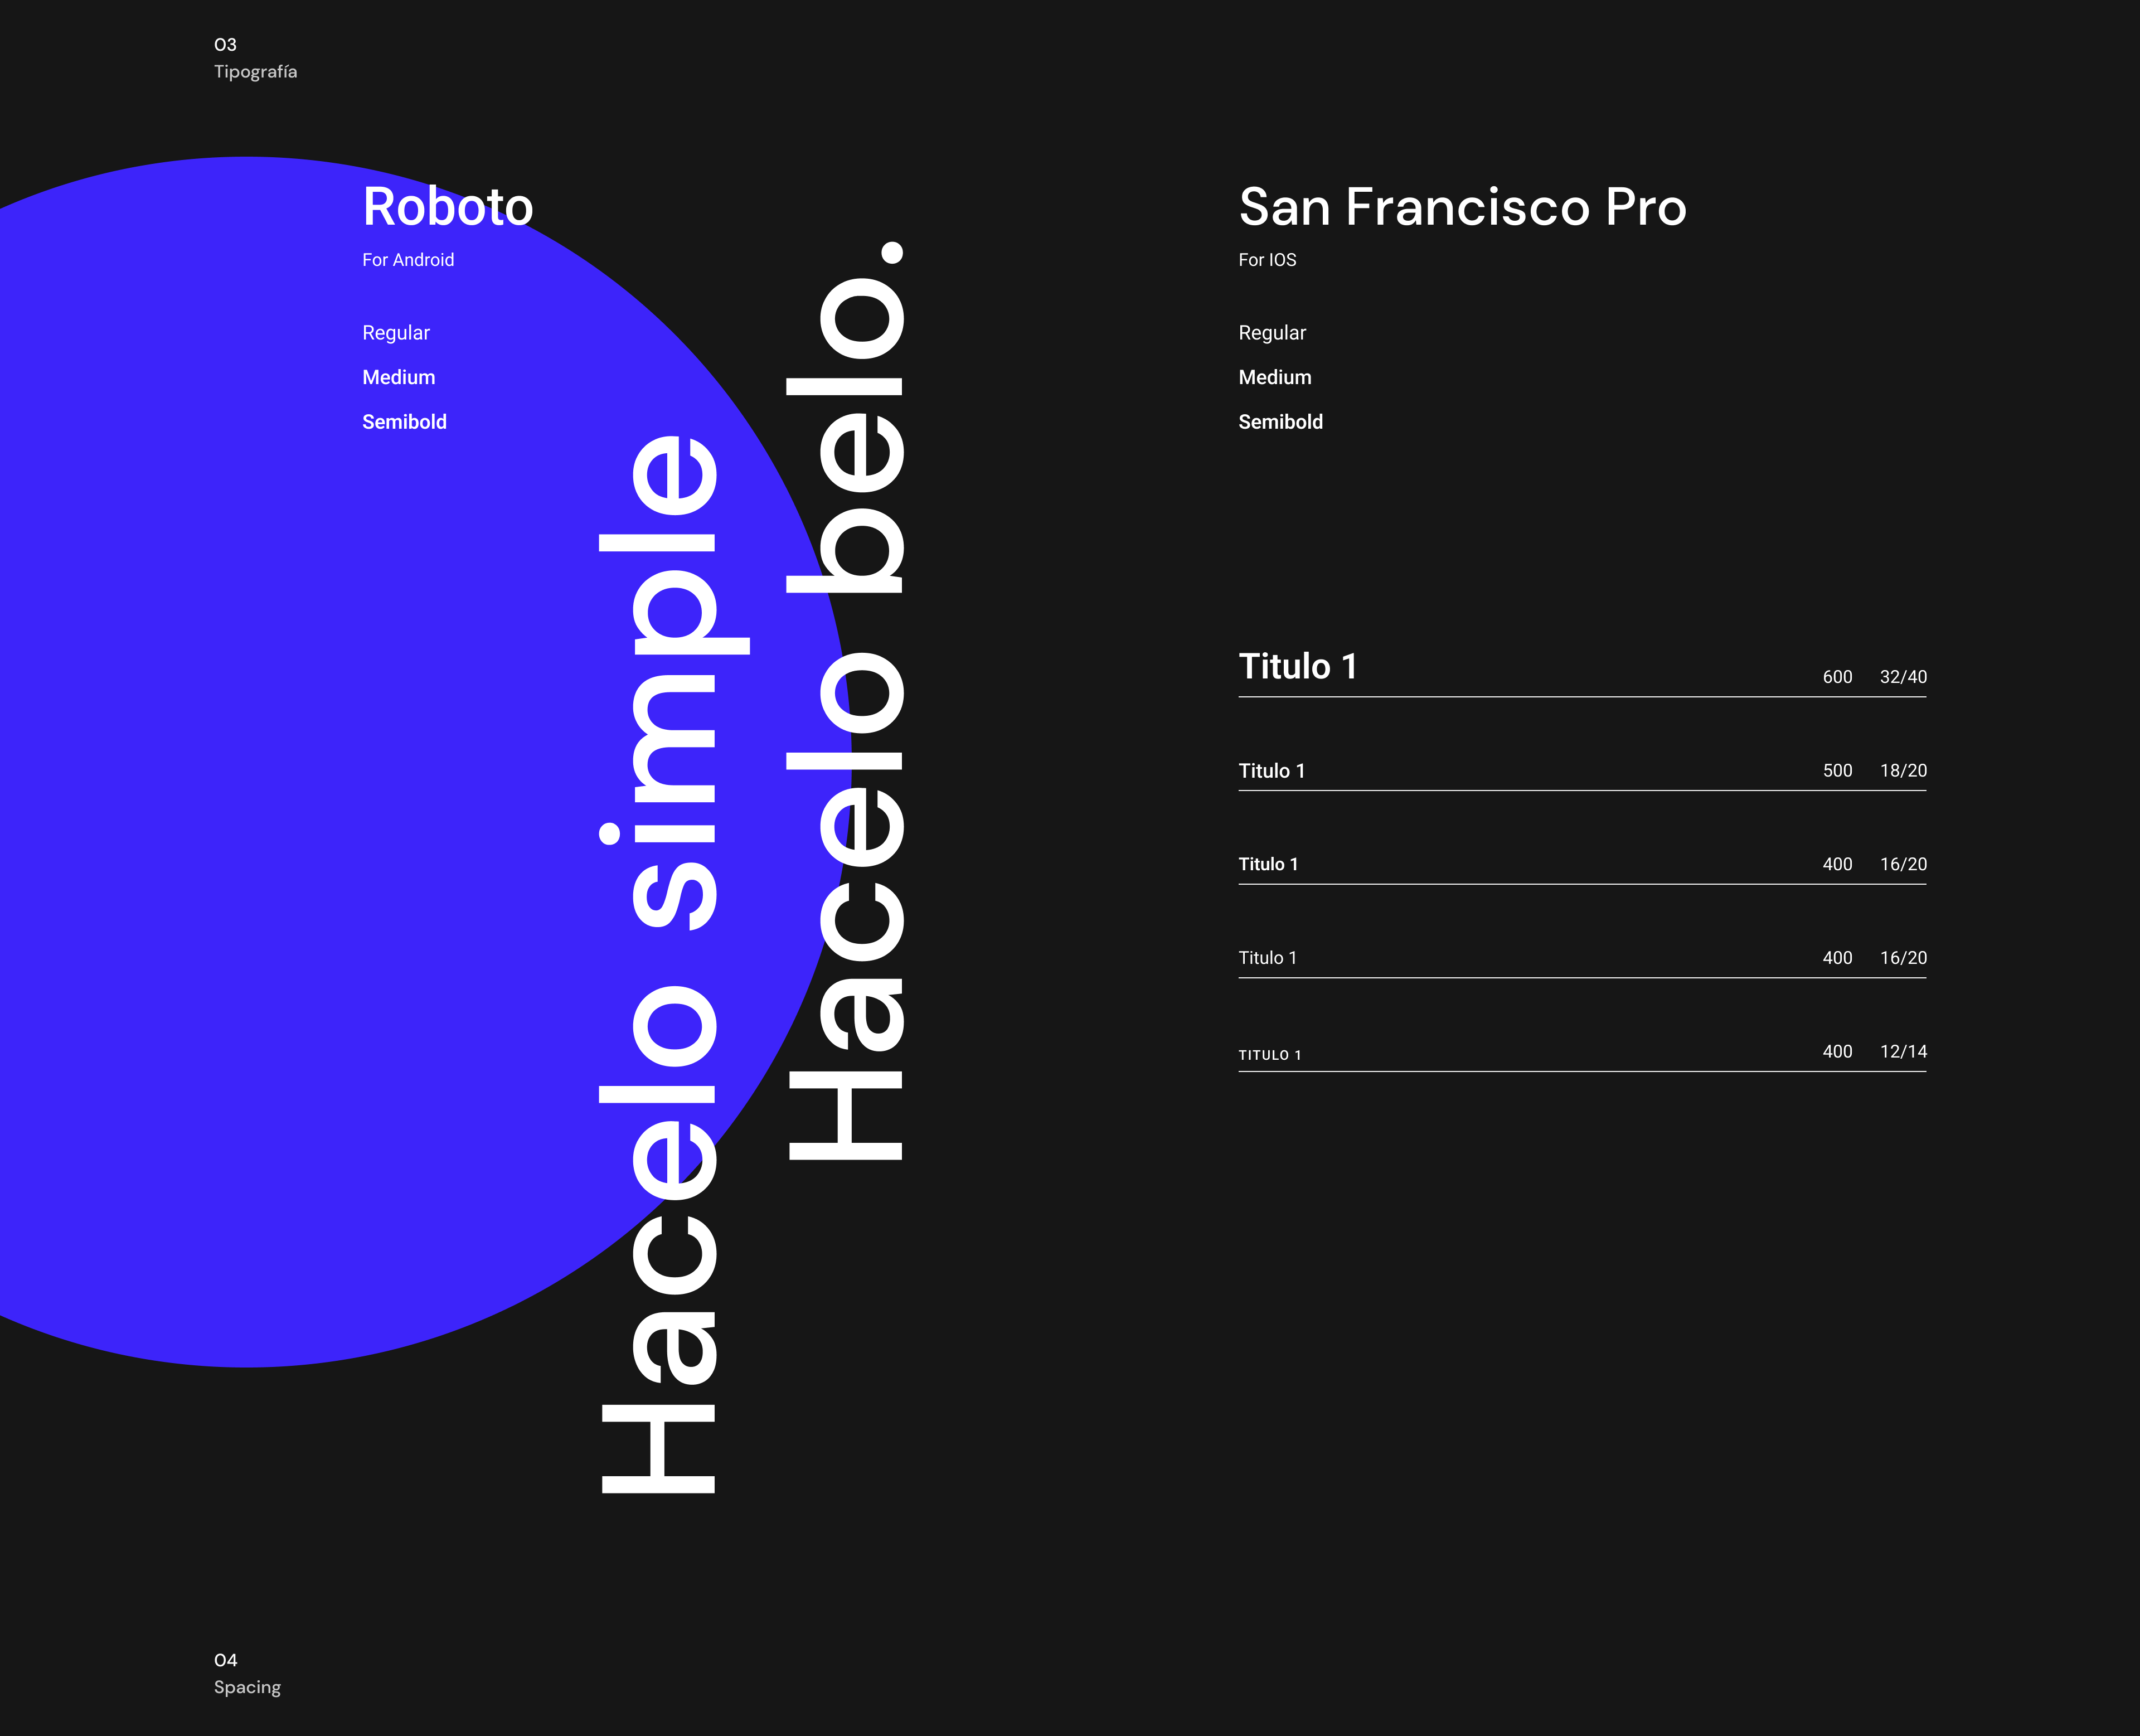 03
Tipografía
Roboto
For Android
Regular
Medium
Semibold
Hacelo simple
Hacelo belo.
San Francisco Pro
For IOS
Regular
Medium
Semibold
Titulo 1 600 32/40
Titulo 1 500 18/20
Titulo 1 400 16/20
Titulo 1 400 16/20
TITULO 1 400 12/14
04
Spacing